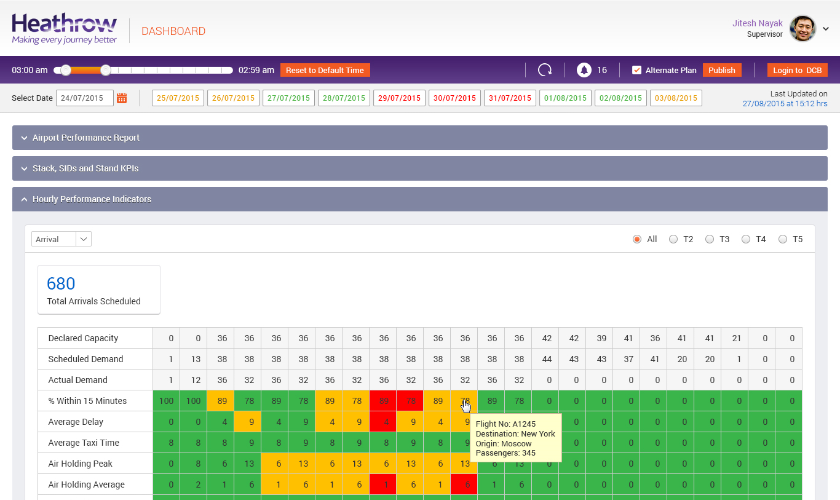 Heathrow
Making every journey better
DASHBOARD
Jitesh Nayak
Supervisor
03:00 am 02:59 am Reset to Default Time 16 Alternate Plan Publish Login to DCB
Select Date 24/07/2015 25/07/2015 26/07/2015 27/07/2015 28/07/2015 29/07/2015 30/07/2015 31/07/2015 01/08/2015 02/08/2015 03/08/2015
Last Updated on
27/08/2015 at 15:12 hrs
Airport Performance Report
Stack, SIDs and Stand KPIs
Hourly Performance Indicators
Arrival All T2 T3 T4 T5
680
Total Arrivals Scheduled
Declared Capacity 0 0 36 36 36 36 36 36 36 36 36 36 36 36 42 42 39 41 36 41 41 21 0 0
Scheduled Demand 1 13 38 38 38 38 38 38 38 38 38 38 38 38 44 43 43 37 41 20 20 1 0 0
Actual Demand 1 12 36 32 36 32 36 32 36 32 36 32 36 32 0 0 0 0 0 0 0 0 0 0
% Within 15 Minutes 100 100 89 78 89 78 89 78 89 78 89 78 0 0 0 0 0 0 0 0 0 0
Average Delay 0 0 4 9 4 9 4 9 9 4 9 0 0 0 0 0 0
Average Taxi Time 8 8 8 9 8 9 8 9 8 9 8 9 0 0 0 0 0 0
Air Holding Peak 0 8 6 13 6 13 6 13 6 13 6 13 6 13 0 0 0 0 0 0 0 0 0 0
Air Holding Average 0 2 1 6 1 6 1 6 1 6 1 6 1 6 0 0 0 0 0 0 0 0 0 0
Flight No: A1245
Destination: New York
Origin: Moscow
Passengers: 345